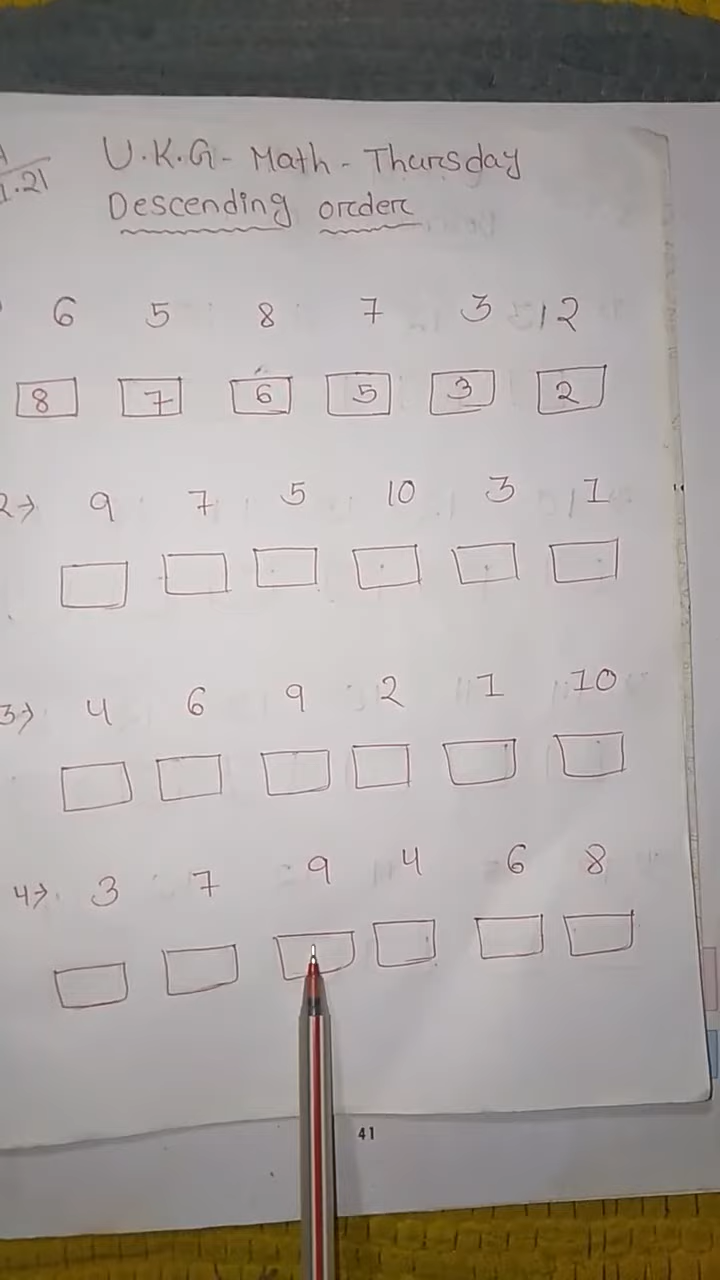 1.21
U.K.G - Math - Thursday
Descending order
6 5 8 7 3 2
8 7 6 5 3 2
2→ 9 7 5 10 3 1
3→ 4 6 9 2 1 10
4→ 3 7 9 4 6 8
41